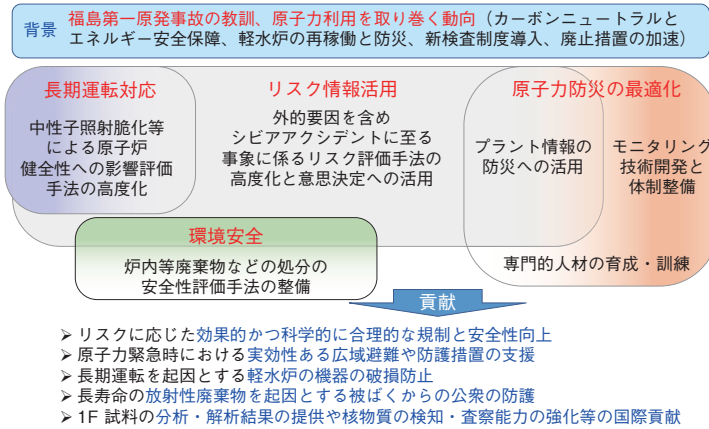 背景 福島第一原発事故の教訓、原子力利用を取り巻く動向（カーボンニュートラルと
エネルギー安全保障、軽水炉の再稼働と防災、新検査制度導入、廃止措置の加速）
長期運転対応
中性子照射脆化等
による原子炉
健全性への影響評価
手法の高度化
リスク情報活用
外的要因を含め
シビアアクシデントに至る
事象に係るリスク評価手法の
高度化と意思決定への活用
原子力防災の最適化
プラント情報の
防災への活用
モニタリング
技術開発と
体制整備
専門的人材の育成・訓練
環境安全
炉内等廃棄物などの処分の
安全性評価手法の整備
貢献
➢ リスクに応じた効果的かつ科学的に合理的な規制と安全性向上
➢ 原子力緊急時における実効性ある広域避難や防護措置の支援
➢ 長期運転を起因とする軽水炉の機器の破損防止
➢ 長寿命の放射性廃棄物を起因とする被ばくからの公衆の防護
➢ 1F 試料の分析・解析結果の提供や核物質の検知・査察能力の強化等の国際貢献